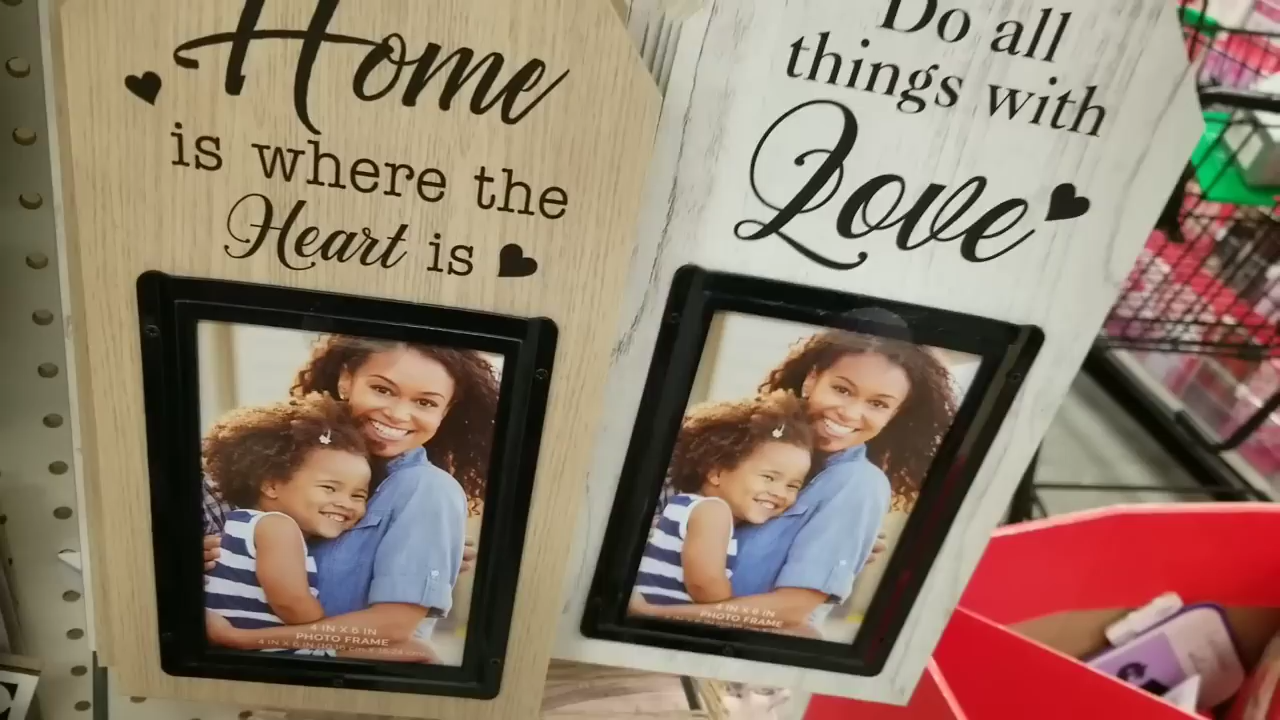 Home
is where the
Heart is
Do all
things with
Love
4 IN X 6 IN
PHOTO FRAME
4 IN X 6 IN
PHOTO FRAME